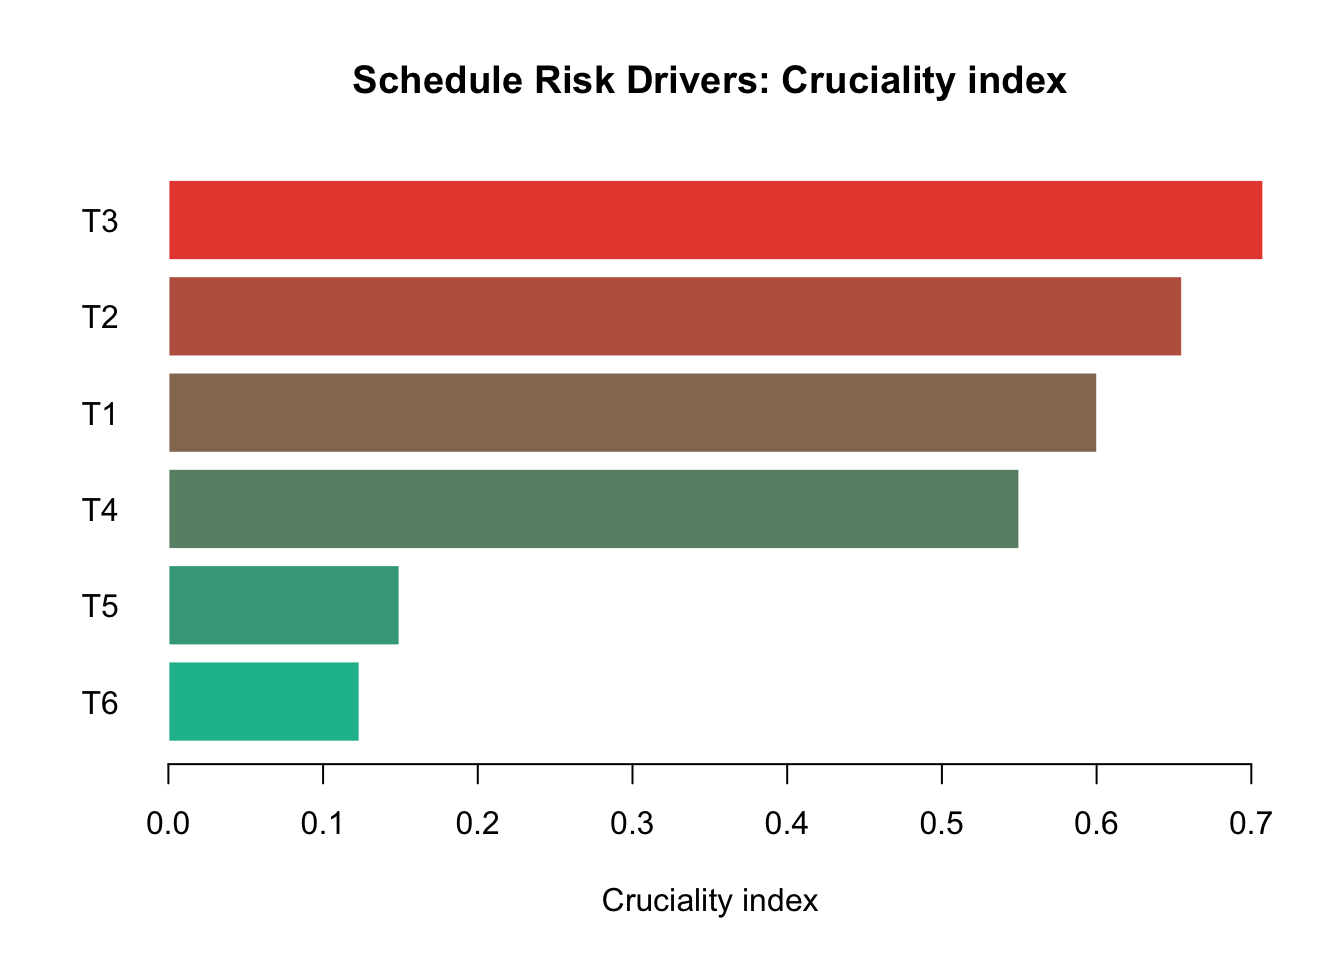 Schedule Risk Drivers: Cruciality index
T3
T2
T1
T4
T5
T6
0.0 0.1 0.2 0.3 0.4 0.5 0.6 0.7
Cruciality index